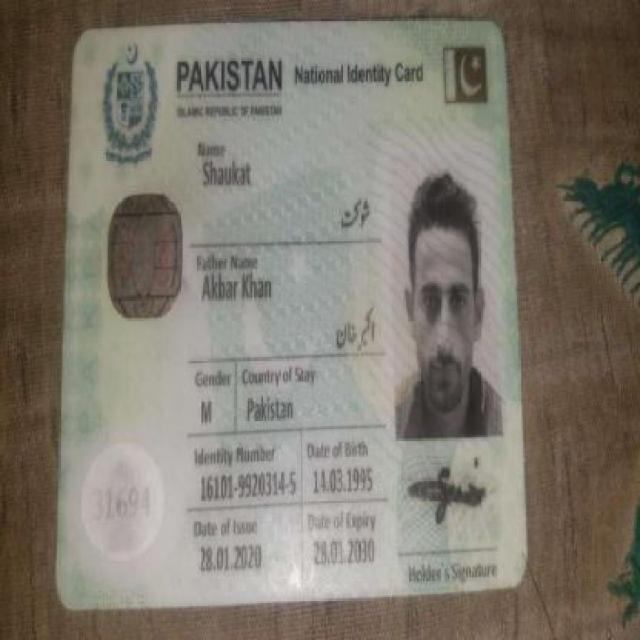 PAKISTAN National Identity Card
ISLAMIC REPUBLIC OF PAKISTAN
Name
Shaukat
شوکت
Father Name
Akbar Khan
اکبر خان
Gender Country of Stay
M Pakistan
Identity Number Date of Birth
16101-9920314-5 14.03.1995
31694
Date of Issue Date of Expiry
28.01.2020 28.01.2030
Holder's Signature